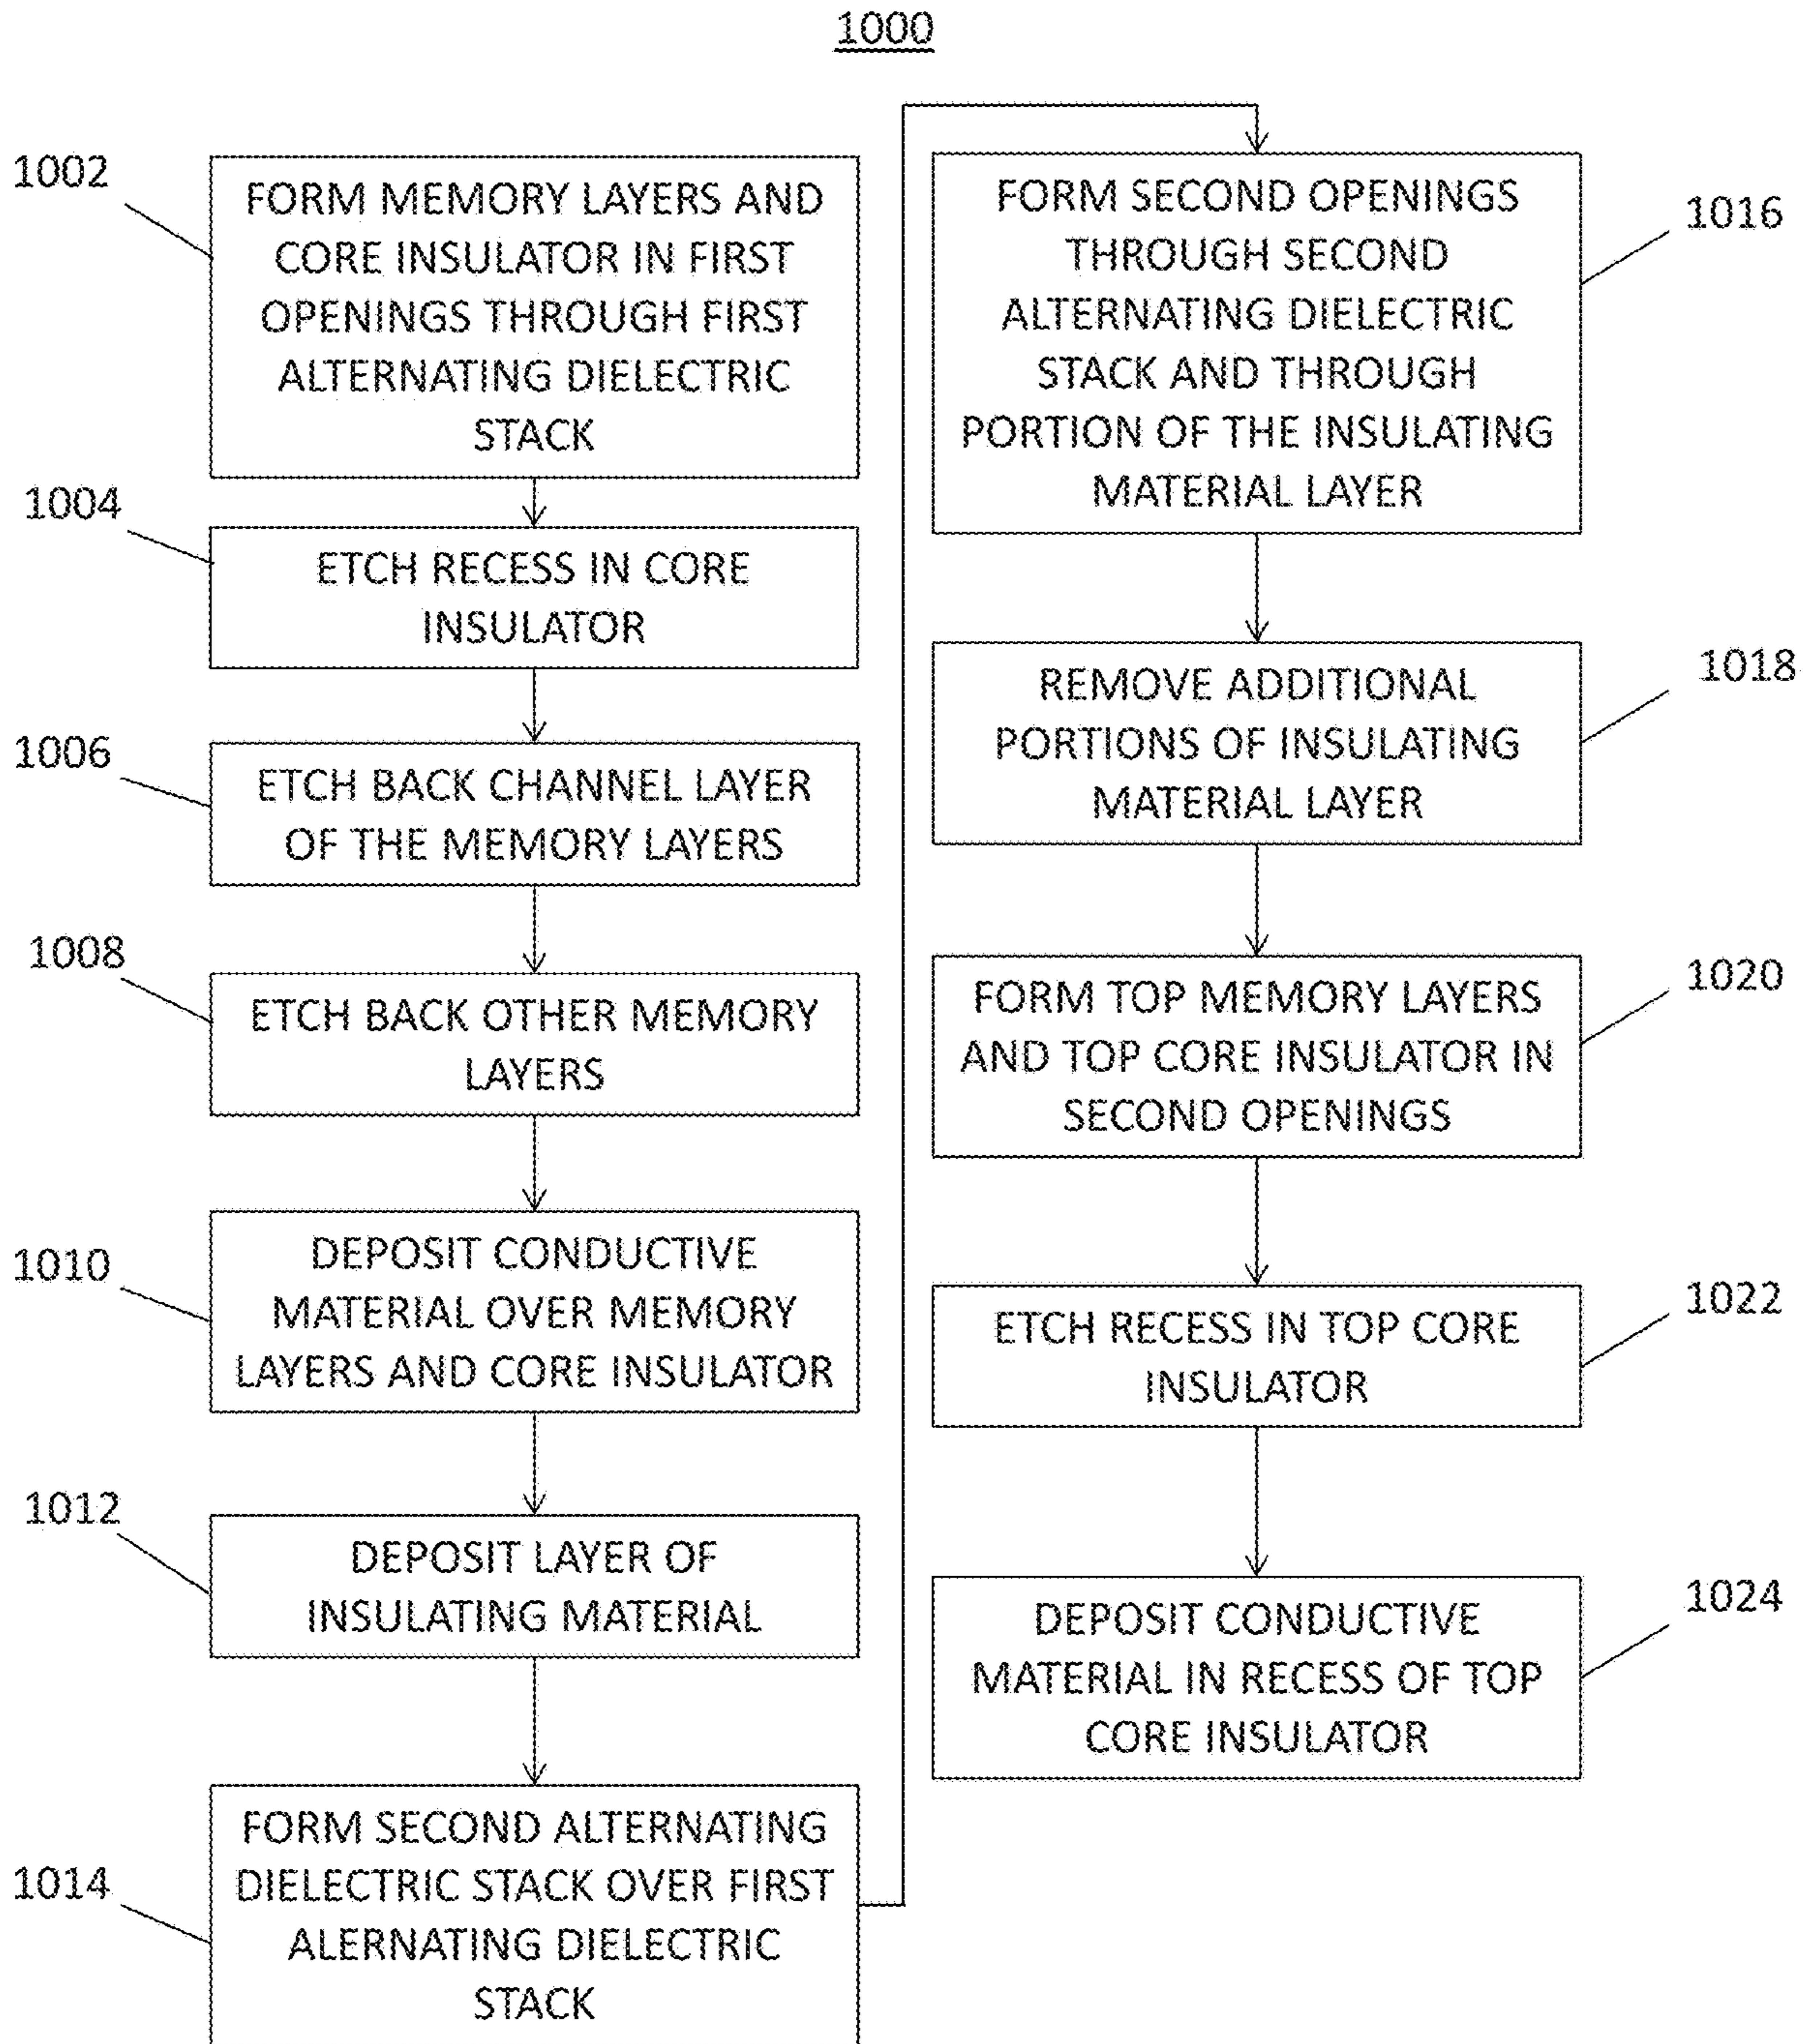 1000
1002
FORM MEMORY LAYERS AND
CORE INSULATOR IN FIRST
OPENINGS THROUGH FIRST
ALTERNATING DIELECTRIC
STACK
1004
ETCH RECESS IN CORE
INSULATOR
1006
ETCH BACK CHANNEL LAYER
OF THE MEMORY LAYERS
1008
ETCH BACK OTHER MEMORY
LAYERS
1010
DEPOSIT CONDUCTIVE
MATERIAL OVER MEMORY
LAYERS AND CORE INSULATOR
1012
DEPOSIT LAYER OF
INSULATING MATERIAL
1014
FORM SECOND ALTERNATING
DIELECTRIC STACK OVER FIRST
ALERNATING DIELECTRIC
STACK
1016
FORM SECOND OPENINGS
THROUGH SECOND
ALTERNATING DIELECTRIC
STACK AND THROUGH
PORTION OF THE INSULATING
MATERIAL LAYER
1018
REMOVE ADDITIONAL
PORTIONS OF INSULATING
MATERIAL LAYER
1020
FORM TOP MEMORY LAYERS
AND TOP CORE INSULATOR IN
SECOND OPENINGS
1022
ETCH RECESS IN TOP CORE
INSULATOR
1024
DEPOSIT CONDUCTIVE
MATERIAL IN RECESS OF TOP
CORE INSULATOR